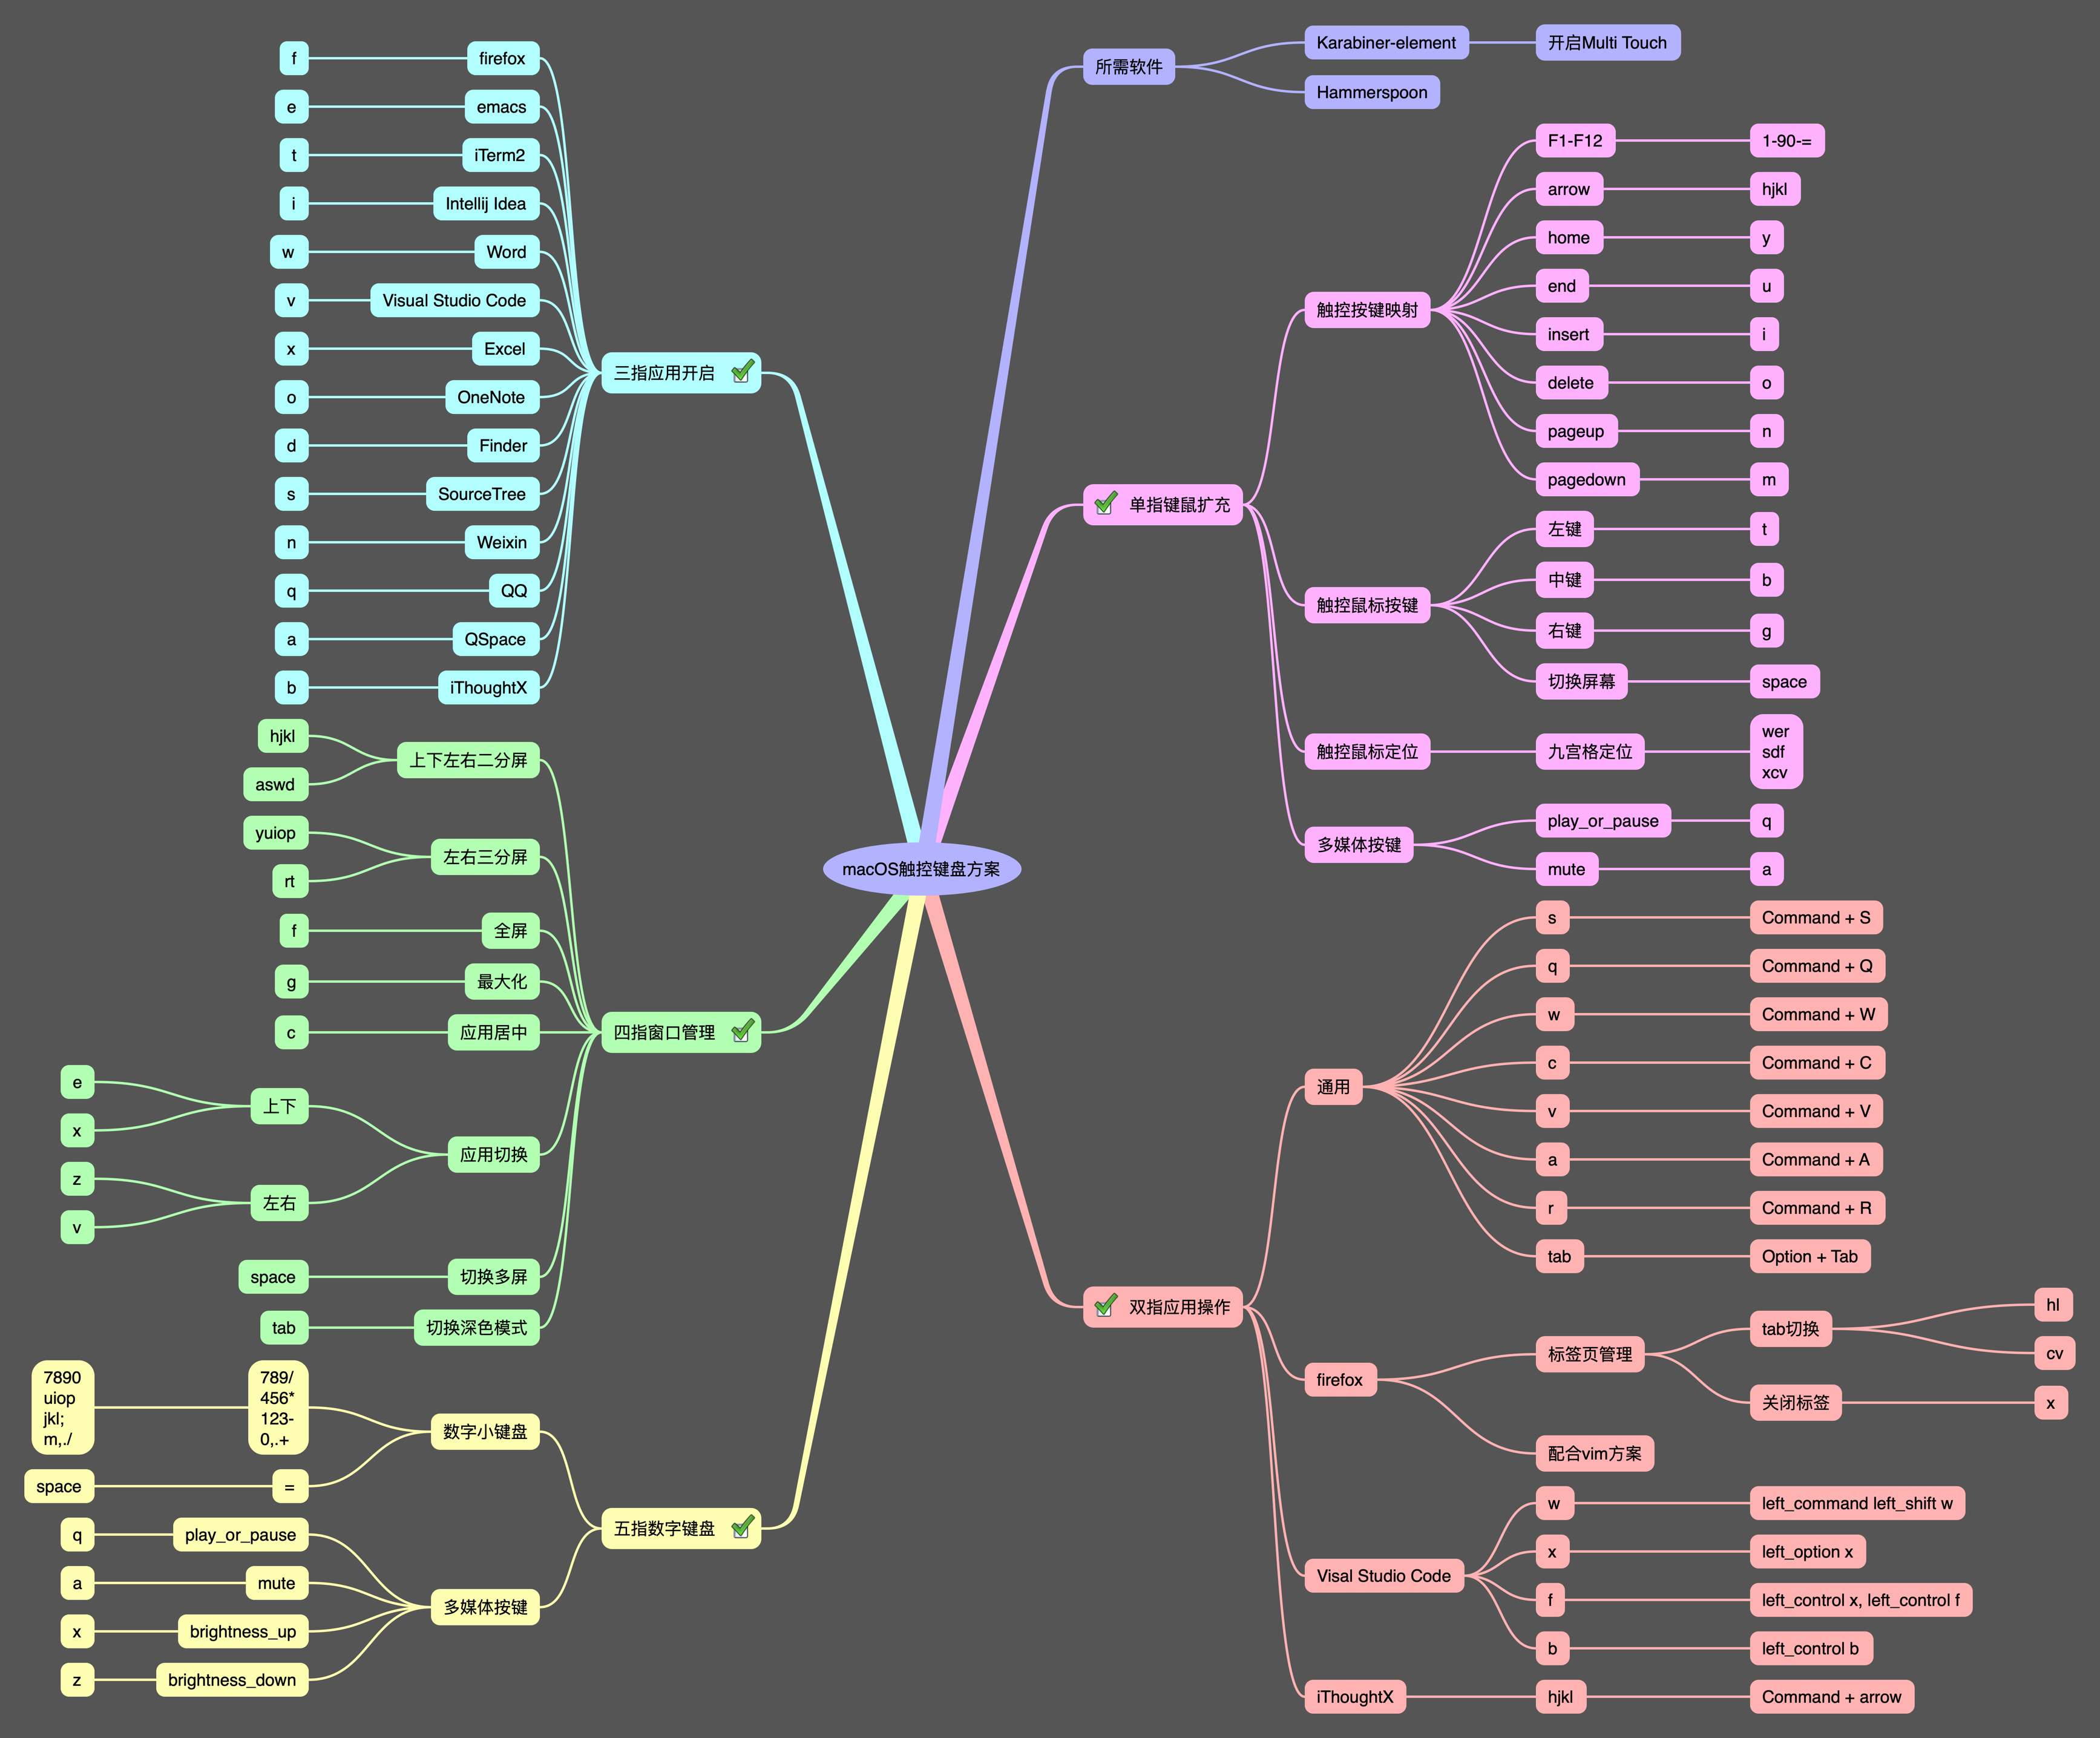 macOS触控键盘方案
所需软件
Karabiner-element
开启Multi Touch
Hammerspoon
单指键鼠扩充
触控按键映射
F1-F12
1-90-=
arrow
hjkl
home
y
end
u
insert
i
delete
o
pageup
n
pagedown
m
触控鼠标按键
左键
t
中键
b
右键
g
切换屏幕
space
触控鼠标定位
九宫格定位
wer
sdf
xcv
多媒体按键
play_or_pause
q
mute
a
双指应用操作
通用
s
Command + S
q
Command + Q
w
Command + W
c
Command + C
v
Command + V
a
Command + A
r
Command + R
tab
Option + Tab
firefox
标签页管理
tab切换
hl
cv
关闭标签
x
配合vim方案
Visal Studio Code
w
left_command left_shift w
x
left_option x
f
left_control x, left_control f
b
left_control b
iThoughtX
hjkl
Command + arrow
三指应用开启
firefox
f
emacs
e
iTerm2
t
Intellij Idea
i
Word
w
Visual Studio Code
v
Excel
x
OneNote
o
Finder
d
SourceTree
s
Weixin
n
QQ
q
QSpace
a
iThoughtX
b
四指窗口管理
上下左右二分屏
hjkl
aswd
左右三分屏
yuiop
rt
全屏
f
最大化
g
应用居中
c
应用切换
上下
e
x
左右
z
v
切换多屏
space
切换深色模式
tab
五指数字键盘
数字小键盘
789/
456*
123-
0,.+
7890
uiop
jkl;
m,./
=
space
多媒体按键
play_or_pause
q
mute
a
brightness_up
x
brightness_down
z